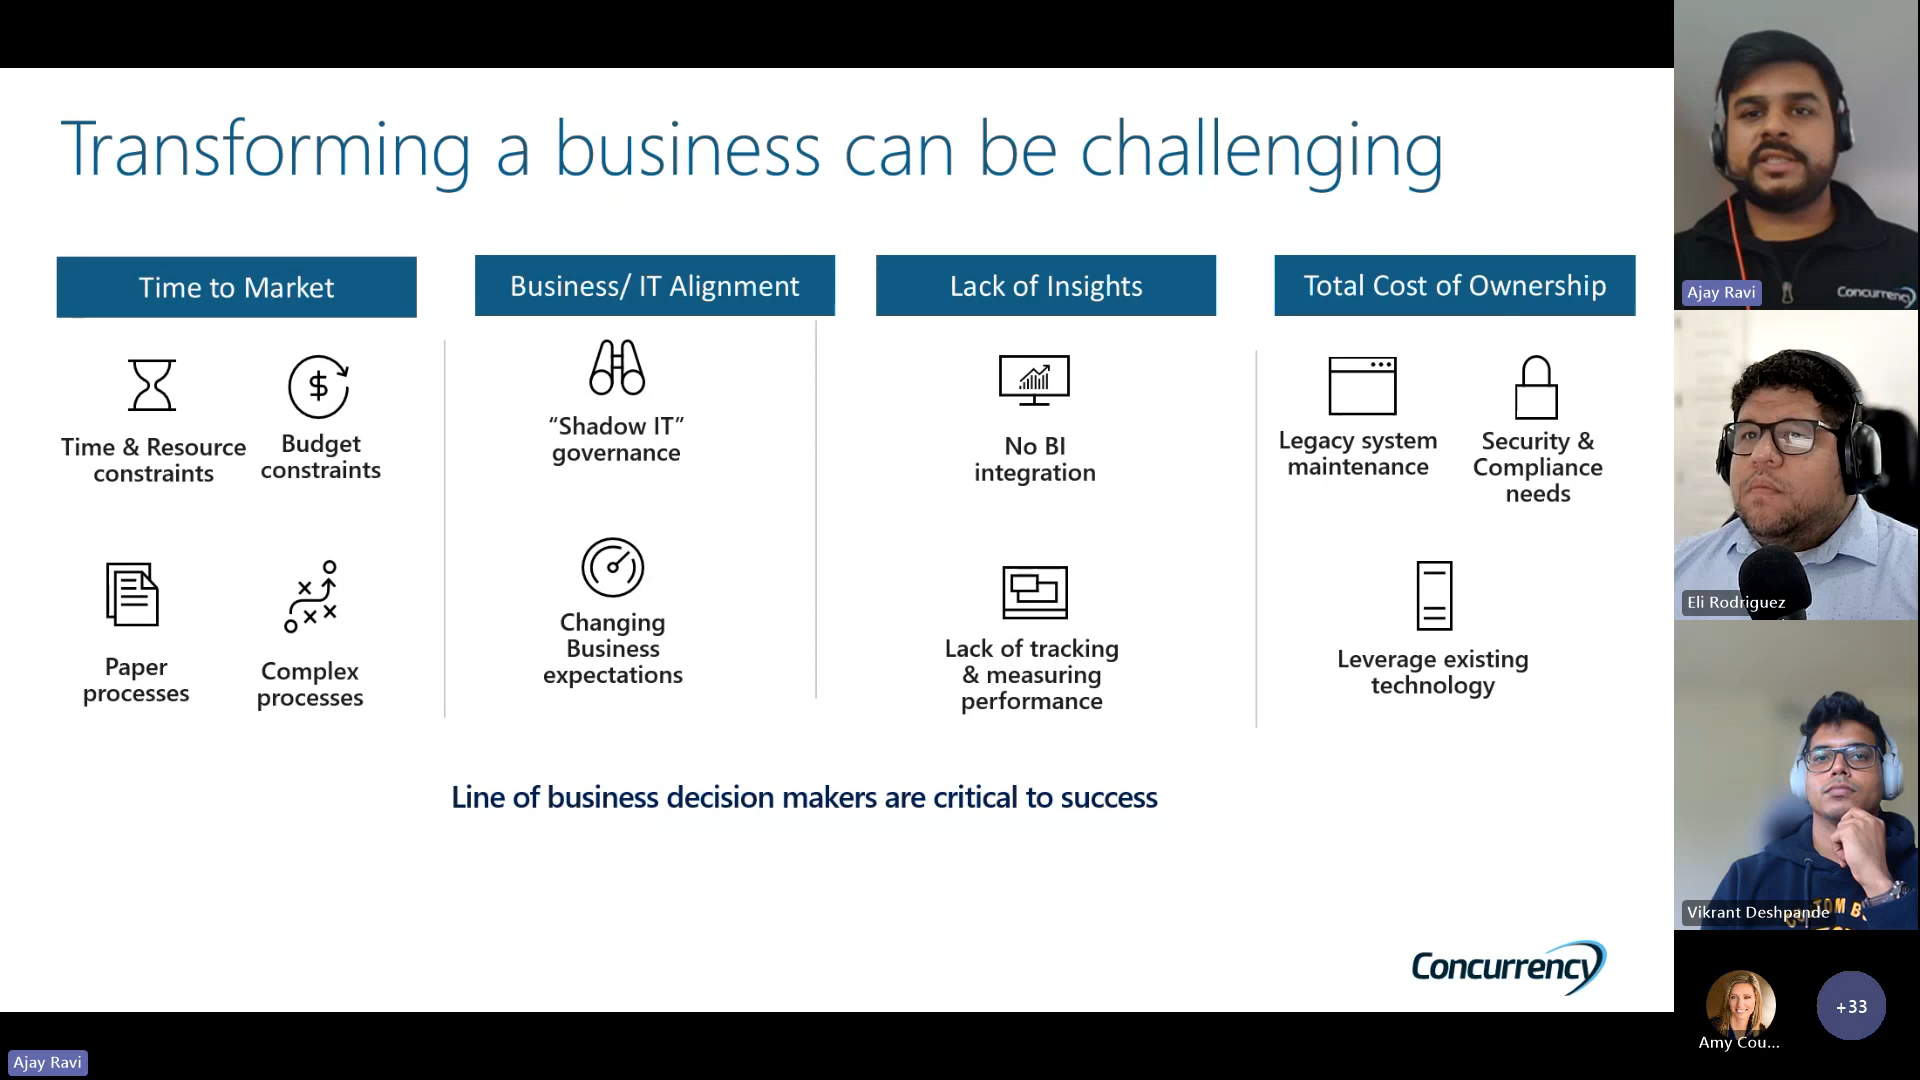 Transforming a business can be challenging
Time to Market
Business/ IT Alignment
Lack of Insights
Total Cost of Ownership
Time & Resource
constraints
Budget
constraints
Paper
processes
Complex
processes
“Shadow IT”
governance
Changing
Business
expectations
No BI
integration
Lack of tracking
& measuring
performance
Legacy system
maintenance
Security &
Compliance
needs
Leverage existing
technology
Line of business decision makers are critical to success
Concurrency
Ajay Ravi
Concurrency
Ajay Ravi
Eli Rodriguez
Vikrant Deshpande
Amy Cou...
+33